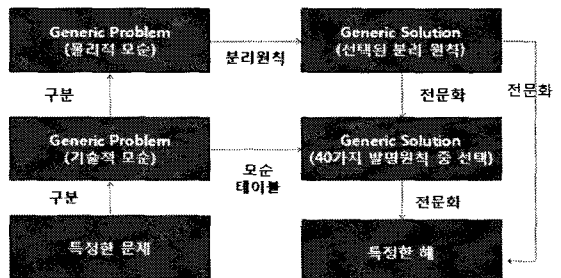 Generic Problem
(물리적 모순)
분리원칙
Generic Solution
(선택된 분리 원칙)
구분
전문화
전문화
Generic Problem
(기술적 모순)
모순
테이블
Generic Solution
(40가지 발명원칙 중 선택)
구분
전문화
특정한 문제
특정한 해